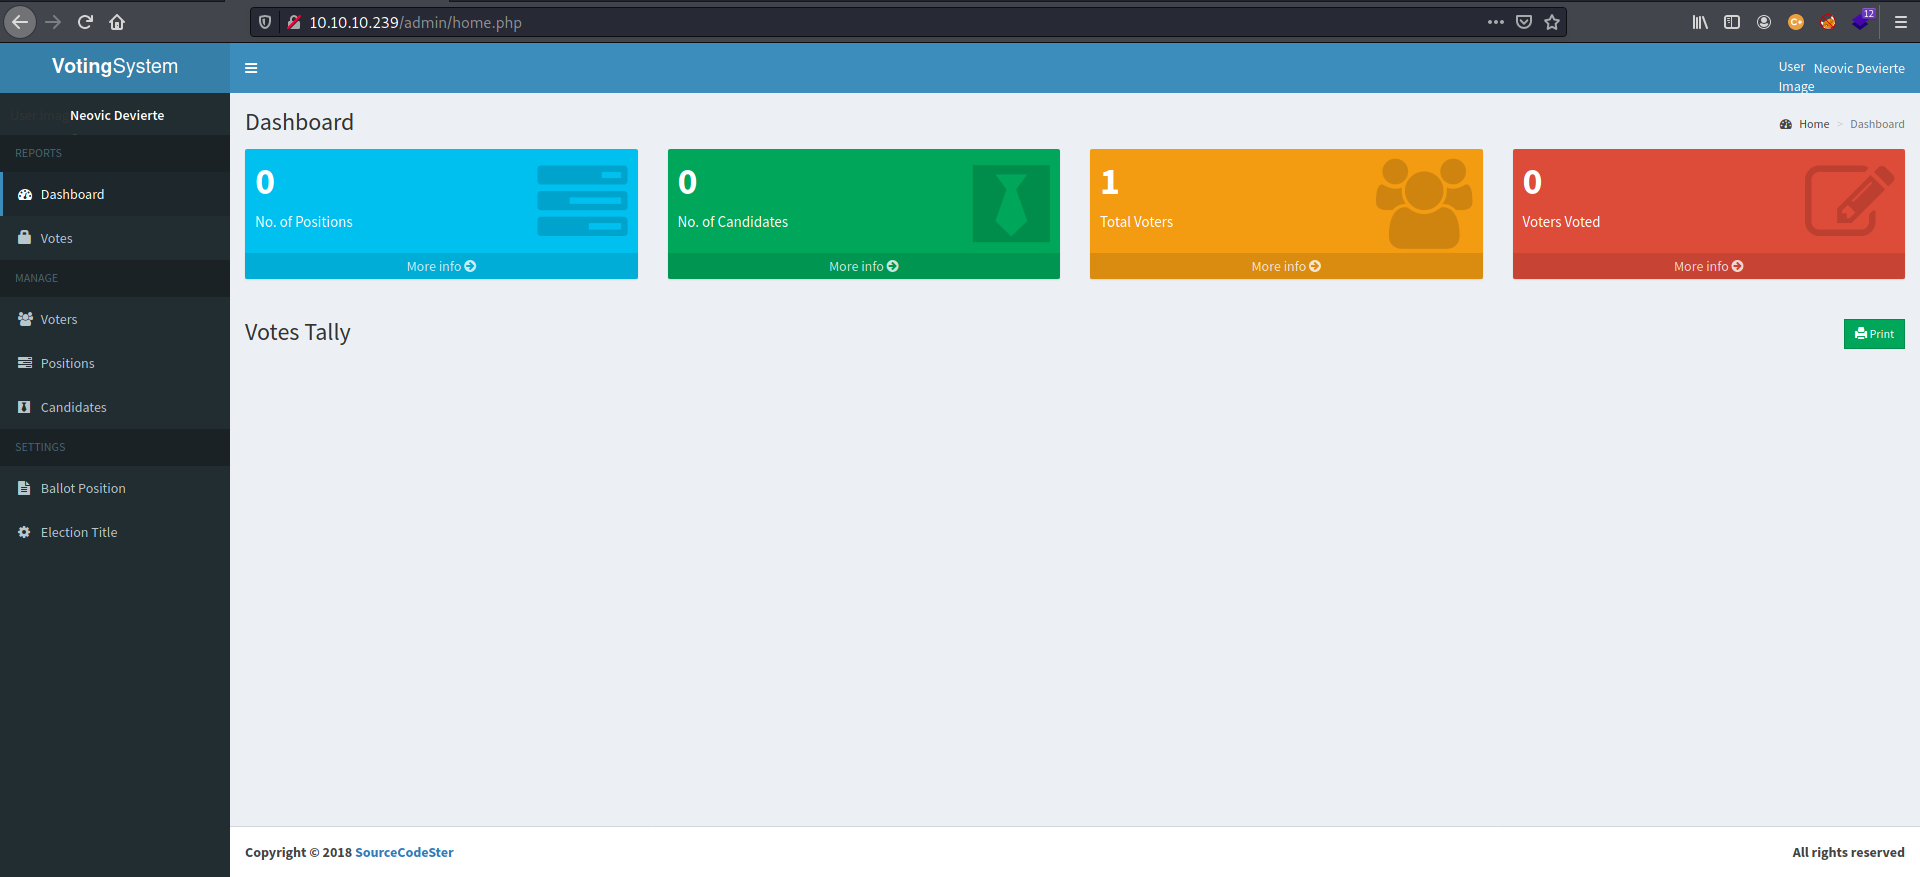 10.10.10.239/admin/home.php
12
VotingSystem
User Image
Neovic Devierte
Neovic Devierte
REPORTS
Dashboard
Votes
MANAGE
Voters
Positions
Candidates
SETTINGS
Ballot Position
Election Title
Dashboard
Home > Dashboard
0
No. of Positions
More info
0
No. of Candidates
More info
1
Total Voters
More info
0
Voters Voted
More info
Votes Tally
Print
Copyright © 2018 SourceCodeSter
All rights reserved